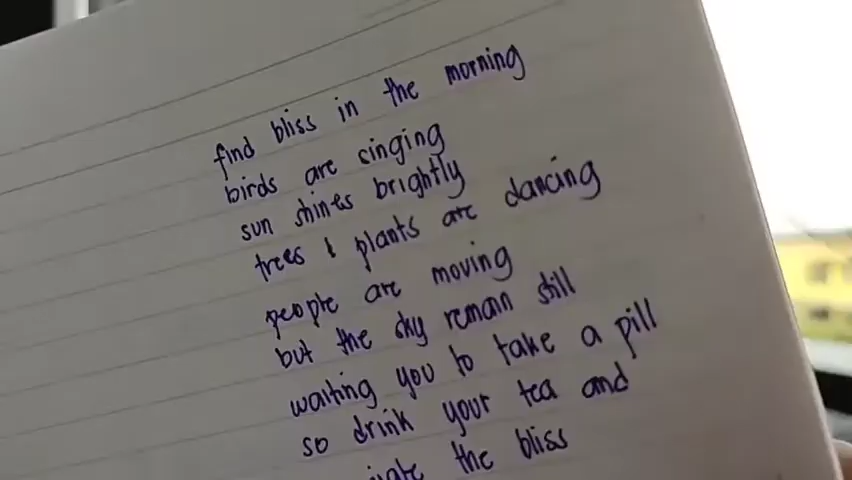 find bliss in the morning
birds are singing
sun shines brightly
trees & plants are dancing
people are moving
but the sky remain still
waiting you to take a pill
so drink your tea and
the bliss